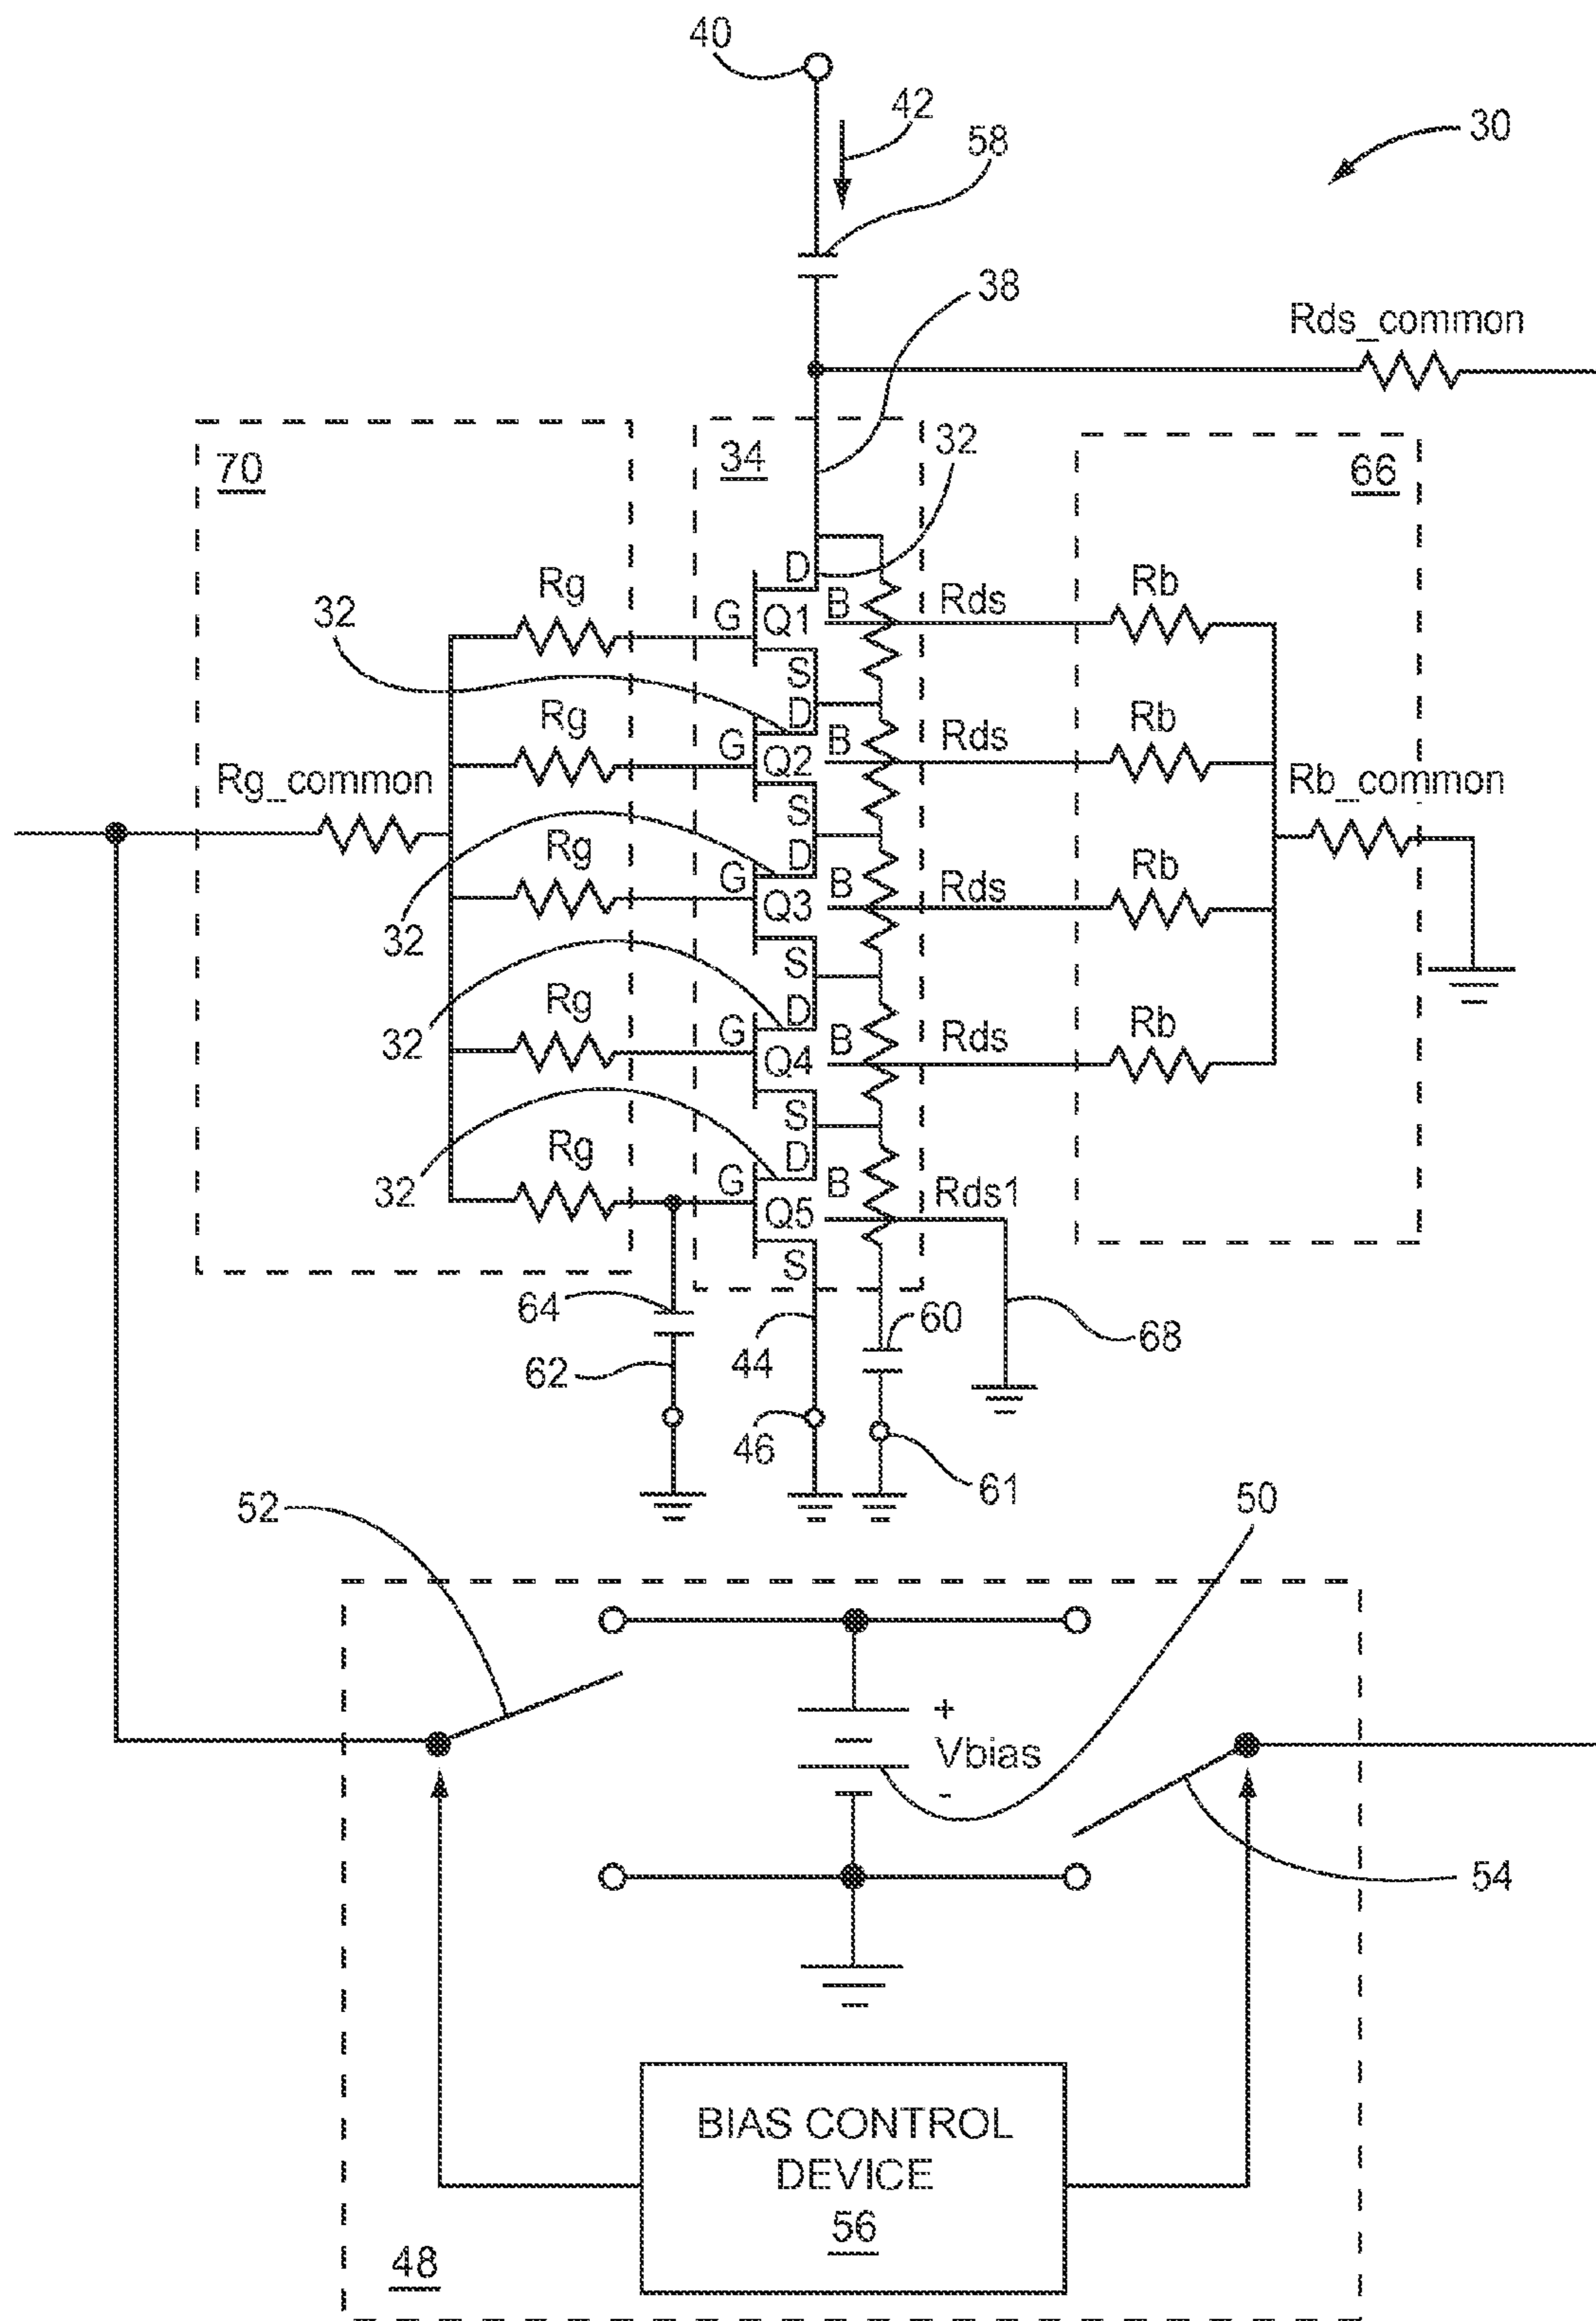 40
42
58
30
38
Rds_common
70
34
32
66
Rg
D
B
Rds
Rb
32
G
Q1
S
Rg
D
B
Rds
Rb
G
Q2
Rg_common
Rb_common
S
Rg
D
B
Rds
Rb
G
Q3
32
S
Rg
D
B
Rds
Rb
G
Q4
32
S
Rg
D
B
Rds1
G
Q5
32
S
64
60
68
62
44
46
61
52
50
+
Vbias
-
54
BIAS CONTROL
DEVICE
56
48